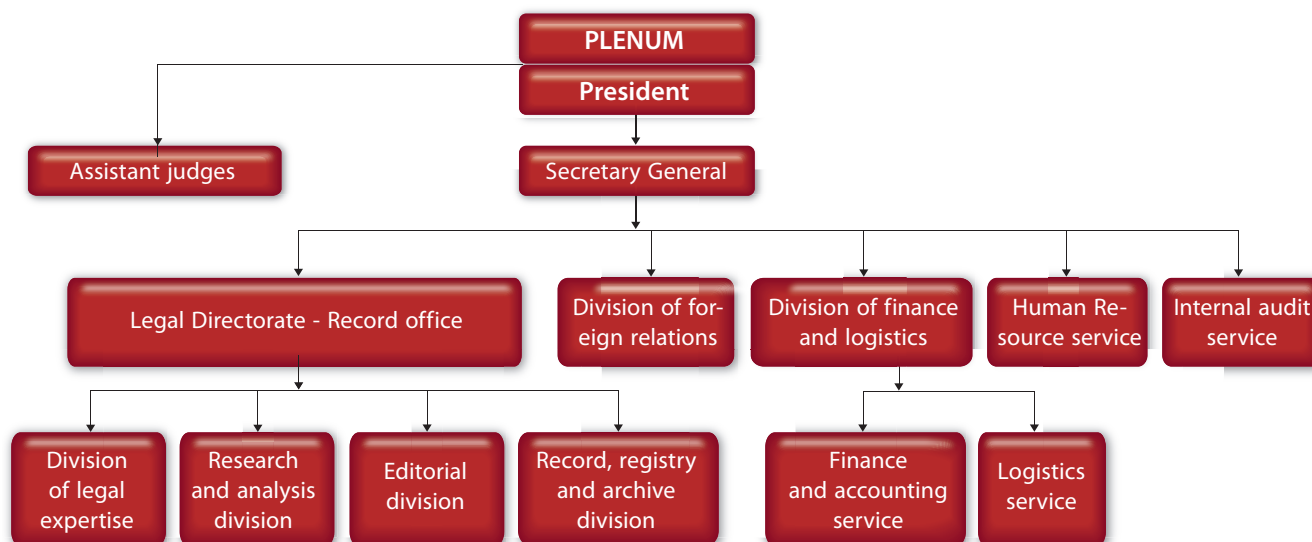 PLENUM
President
Assistant judges
Secretary General
Legal Directorate - Record office
Division of for-
eign relations
Division of finance
and logistics
Human Re-
source service
Internal audit
service
Division
of legal
expertise
Research
and analysis
division
Editorial
division
Record, registry
and archive
division
Finance
and accounting
service
Logistics
service